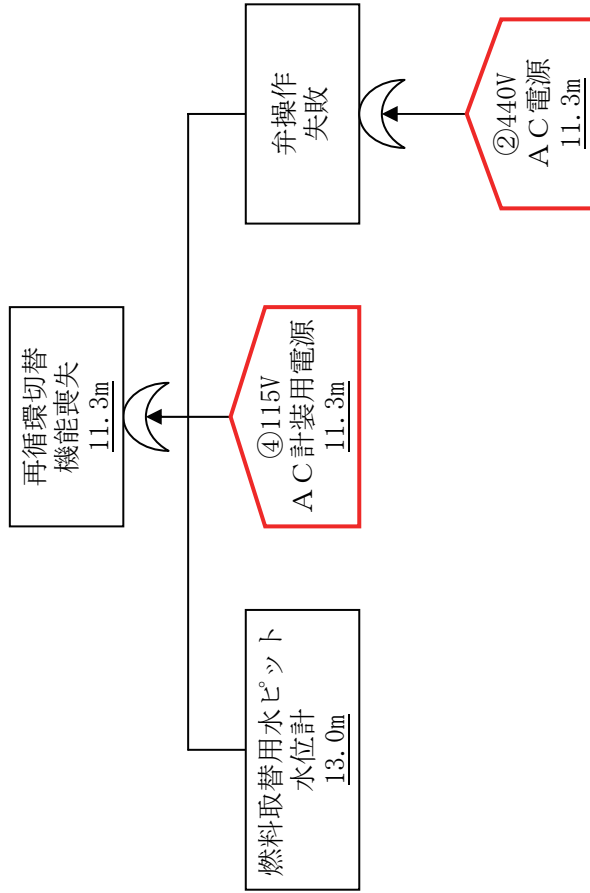 再循環切替
機能喪失
11.3m
燃料取替用水ピット
水位計
13.0m
④115V
ＡＣ計装用電源
11.3m
弁操作
失敗
②440V
ＡＣ電源
11.3m